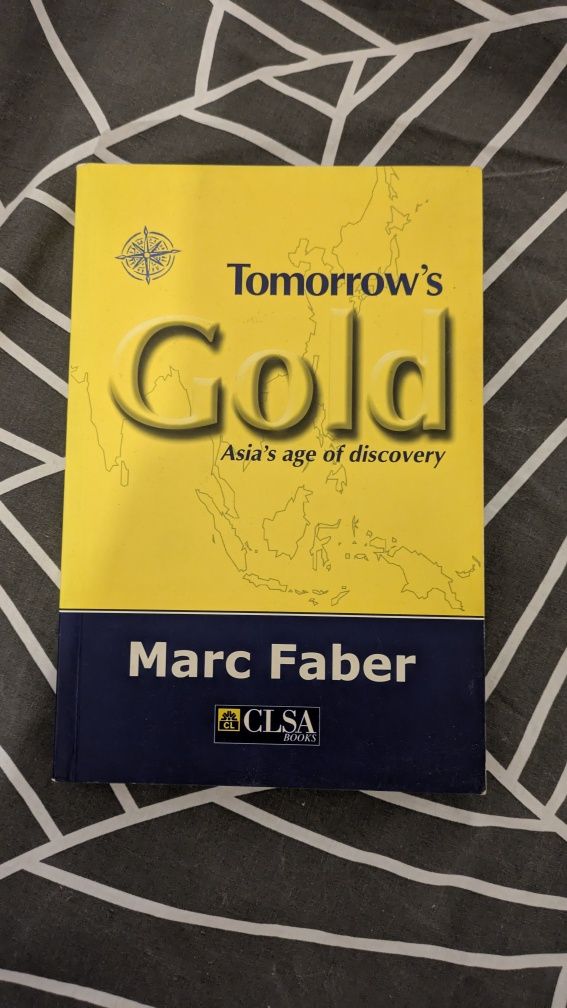 Tomorrow's
Gold
Asia's age of discovery
Marc Faber
CL
CLSA
BOOKS